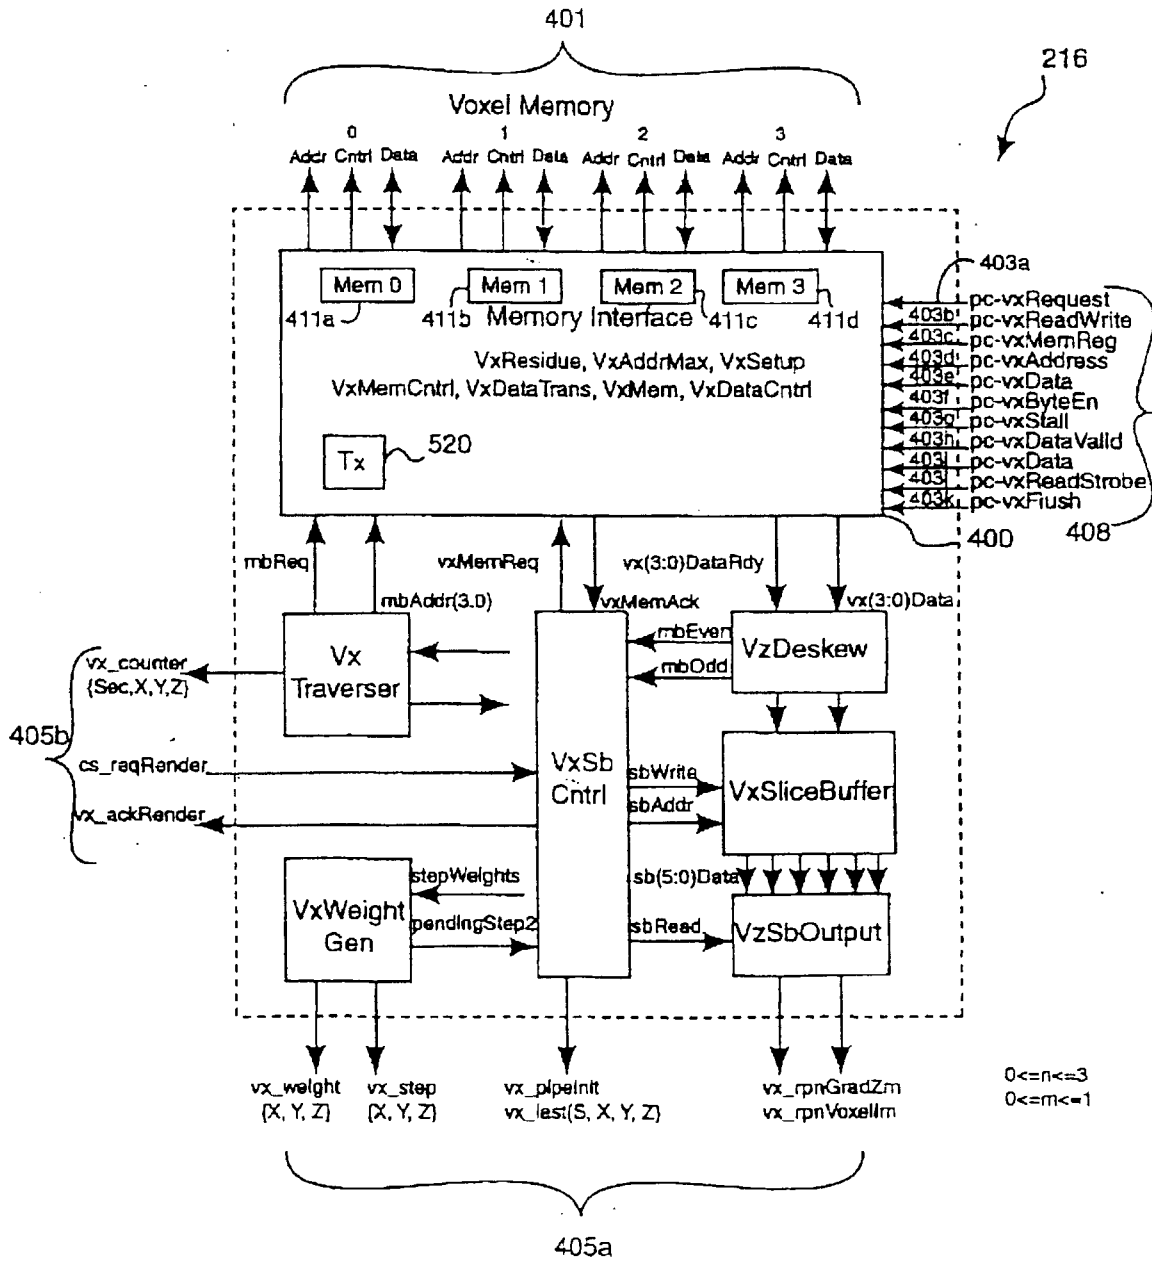 401
216
Voxel Memory
0 1 2 3
Addr Cntrl Data Addr Cntrl Data Addr Cntrl Data Addr Cntrl Data
403a
Mem 0 Mem 1 Mem 2 Mem 3
411a 411b Memory Interface 411c 411d
VxResidue, VxAddrMax, VxSetup
VxMemCntrl, VxDataTrans, VxMem, VxDataCntrl
Tx 520
pc-vxRequest
403b pc-vxReadWrite
403c pc-vxMemReg
403d pc-vxAddress
403e pc-vxData
403f pc-vxByteEn
403g pc-vxStall
403h pc-vxDataValid
403i pc-vxData
403j pc-vxReadStrobe
403k pc-vxFlush
400 408
mbReq vxMemReq vx(3:0)DataRdy
mbAddr(3:0) vxMemAck vx(3:0)Data
Vx
Traverser
mbEven
mbOdd
VzDeskew
vx_counter
{Sec,X,Y,Z}
405b
cs_reqRender
vx_ackRender
VxSb
Cntrl
sbWrite
sbAddr
VxSliceBuffer
VxWeight
Gen
stepWeights
pendingStep2
sb(5:0)Data
sbRead
VzSbOutput
vx_weight vx_step vx_pipeInit vx_rpnGradZm
{X, Y, Z} {X, Y, Z} vx_last(S, X, Y, Z} vx_rpnVoxelm
0<=n<=3
0<=m<=1
405a